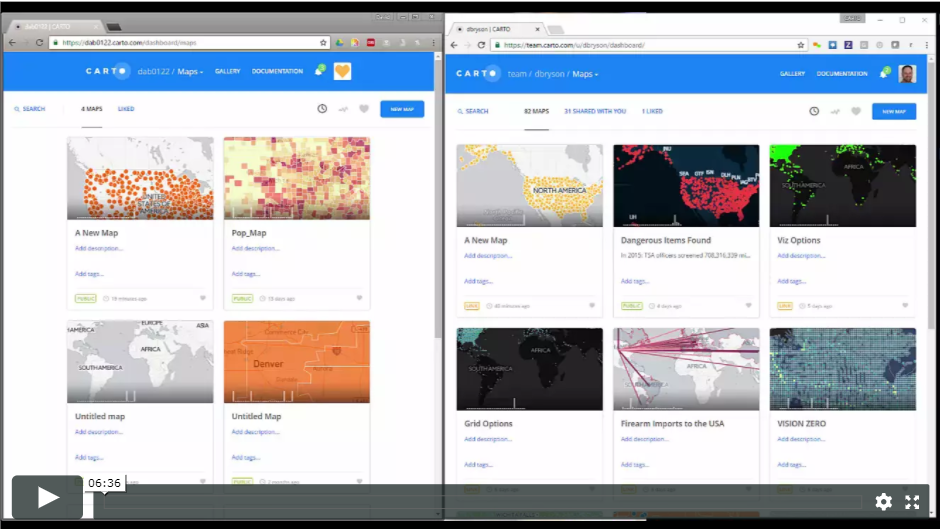 dbryson | CARTO
https://dab0122.carto.com/dashboard/maps
https://team.carto.com/u/dbryson/dashboard/
CARTO dab0122 / Maps
GALLERY DOCUMENTATION
CARTO team / dbryson / Maps
GALLERY DOCUMENTATION
SEARCH 4 MAPS LIKED NEW MAP
SEARCH 82 MAPS 31 SHARED WITH YOU 1 LIKED NEW MAP
UNITED STATES OF AMERICA
A New Map
Add description...
Add tags...
PUBLIC 19 minutes ago
Pop_Map
Add description...
Add tags...
PUBLIC 13 days ago
EUROPE
ASIA
AFRICA
SOUTH AMERICA
Untitled map
Add description...
Add tags...
Denver
Untitled Map
Add description...
Add tags...
NORTH AMERICA
A New Map
Add description...
Add tags...
LINK 40 minutes ago
Dangerous Items Found
In 2015: TSA officers screened 708,316,339 mi...
Add tags...
PUBLIC 4 days ago
AFRICA
SOUTH AMERICA
Viz Options
Add description...
Add tags...
LINK 5 days ago
AFRICA
SOUTH AMERICA
Grid Options
Add description...
Add tags...
AFRICA
Firearm Imports to the USA
Add description...
Add tags...
VISION ZERO
Add description...
Add tags...
06:36